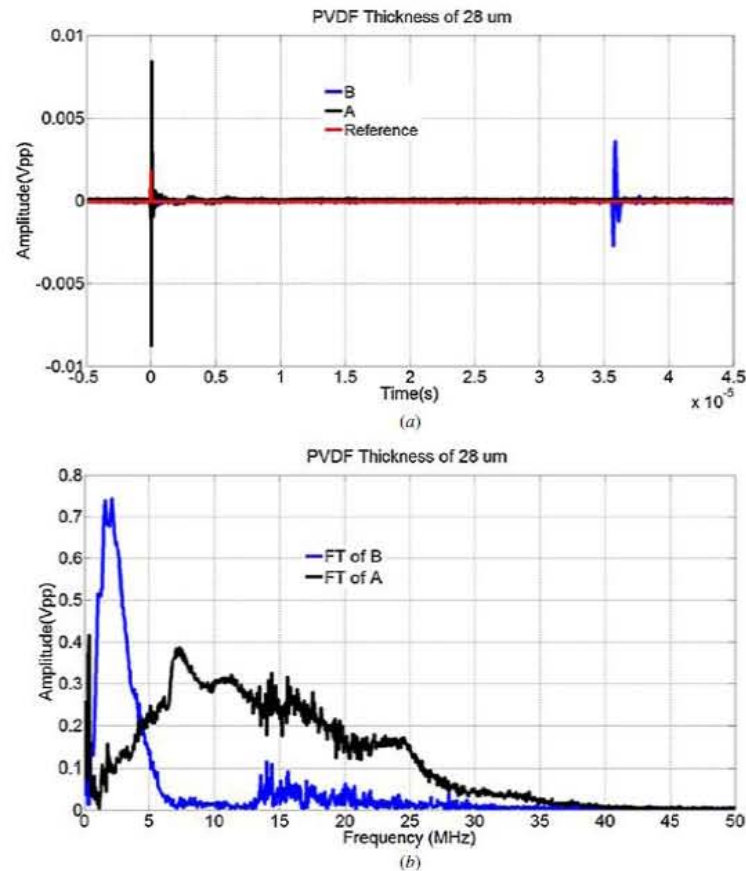 PVDF Thickness of 28 um
0.01
0.005
0
-0.005
-0.01
Amplitude(Vpp)
B
A
Reference
-0.5 0 0.5 1 1.5 2 2.5 3 3.5 4 4.5
Time(s)
x 10-5
(a)
PVDF Thickness of 28 um
0.8
0.7
0.6
0.5
0.4
0.3
0.2
0.1
0
Amplitude(Vpp)
FT of B
FT of A
0 5 10 15 20 25 30 35 40 45 50
Frequency (MHz)
(b)